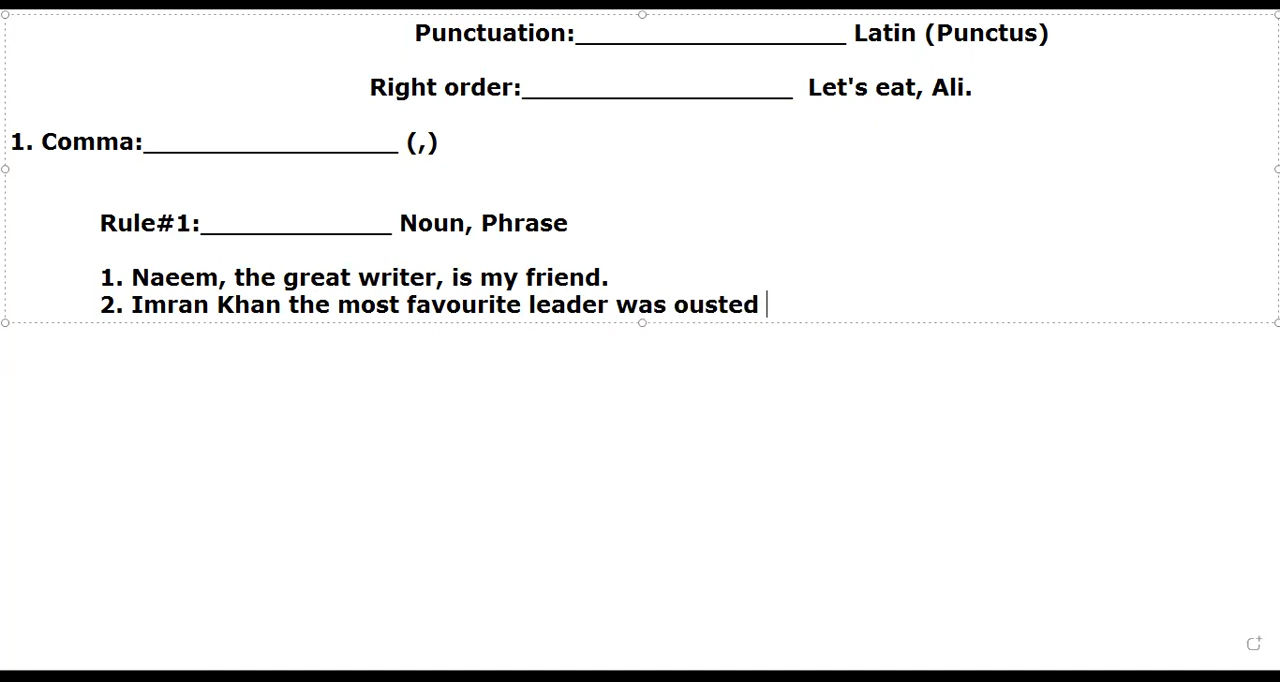 Punctuation:____________________ Latin (Punctus)
Right order:____________________ Let's eat, Ali.
1. Comma:___________________ (,)
Rule#1:______________ Noun, Phrase
1. Naeem, the great writer, is my friend.
2. Imran Khan the most favourite leader was ousted